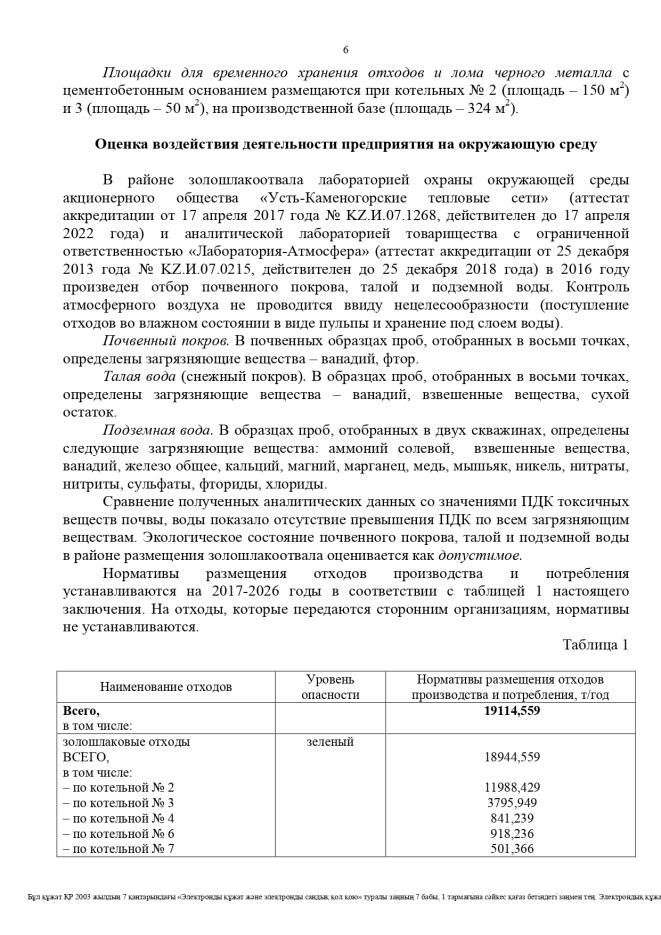 6
Площадки для временного хранения отходов и лома черного металла с
цементобетонным основанием размещаются при котельных № 2 (площадь – 150 м2)
и 3 (площадь – 50 м2), на производственной базе (площадь – 324 м2).
Оценка воздействия деятельности предприятия на окружающую среду
В районе золошлакоотвала лабораторией охраны окружающей среды
акционерного общества «Усть-Каменогорские тепловые сети» (аттестат
аккредитации от 17 апреля 2017 года № KZ.И.07.1268, действителен до 17 апреля
2022 года) и аналитической лабораторией товарищества с ограниченной
ответственностью «Лаборатория-Атмосфера» (аттестат аккредитации от 25 декабря
2013 года № KZ.И.07.0215, действителен до 25 декабря 2018 года) в 2016 году
произведен отбор почвенного покрова, талой и подземной воды. Контроль
атмосферного воздуха не проводится ввиду нецелесообразности (поступление
отходов во влажном состоянии в виде пульпы и хранение под слоем воды).
Почвенный покров. В почвенных образцах проб, отобранных в восьми точках,
определены загрязняющие вещества – ванадий, фтор.
Талая вода (снежный покров). В образцах проб, отобранных в восьми точках,
определены загрязняющие вещества – ванадий, взвешенные вещества, сухой
остаток.
Подземная вода. В образцах проб, отобранных в двух скважинах, определены
следующие загрязняющие вещества: аммоний солевой, взвешенные вещества,
ванадий, железо общее, кальций, магний, марганец, медь, мышьяк, никель, нитраты,
нитриты, сульфаты, фториды, хлориды.
Сравнение полученных аналитических данных со значениями ПДК токсичных
веществ почвы, воды показало отсутствие превышения ПДК по всем загрязняющим
веществам. Экологическое состояние почвенного покрова, талой и подземной воды
в районе размещения золошлакоотвала оценивается как допустимое.
Нормативы размещения отходов производства и потребления
устанавливаются на 2017-2026 годы в соответствии с таблицей 1 настоящего
заключения. На отходы, которые передаются сторонним организациям, нормативы
не устанавливаются.
Таблица 1
Наименование отходов Уровень опасности Нормативы размещения отходов производства и потребления, т/год
Всего, 19114,559
в том числе:
золошлаковые отходы зеленый
ВСЕГО, 18944,559
в том числе:
– по котельной № 2 11988,429
– по котельной № 3 3795,949
– по котельной № 4 841,239
– по котельной № 6 918,236
– по котельной № 7 501,366
Бұл құжат ҚР 2003 жылдың 7 қаңтарындағы «Электронды құжат және электронды сандық қол қою» туралы заңның 7 бабы, 1 тармағына сәйкес қағаз бетіндегі заңмен тең. Электрондық